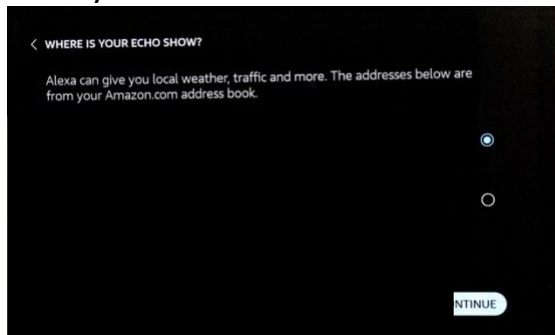 WHERE IS YOUR ECHO SHOW?
Alexa can give you local weather, traffic and more. The addresses below are
from your Amazon.com address book.
NTINUE